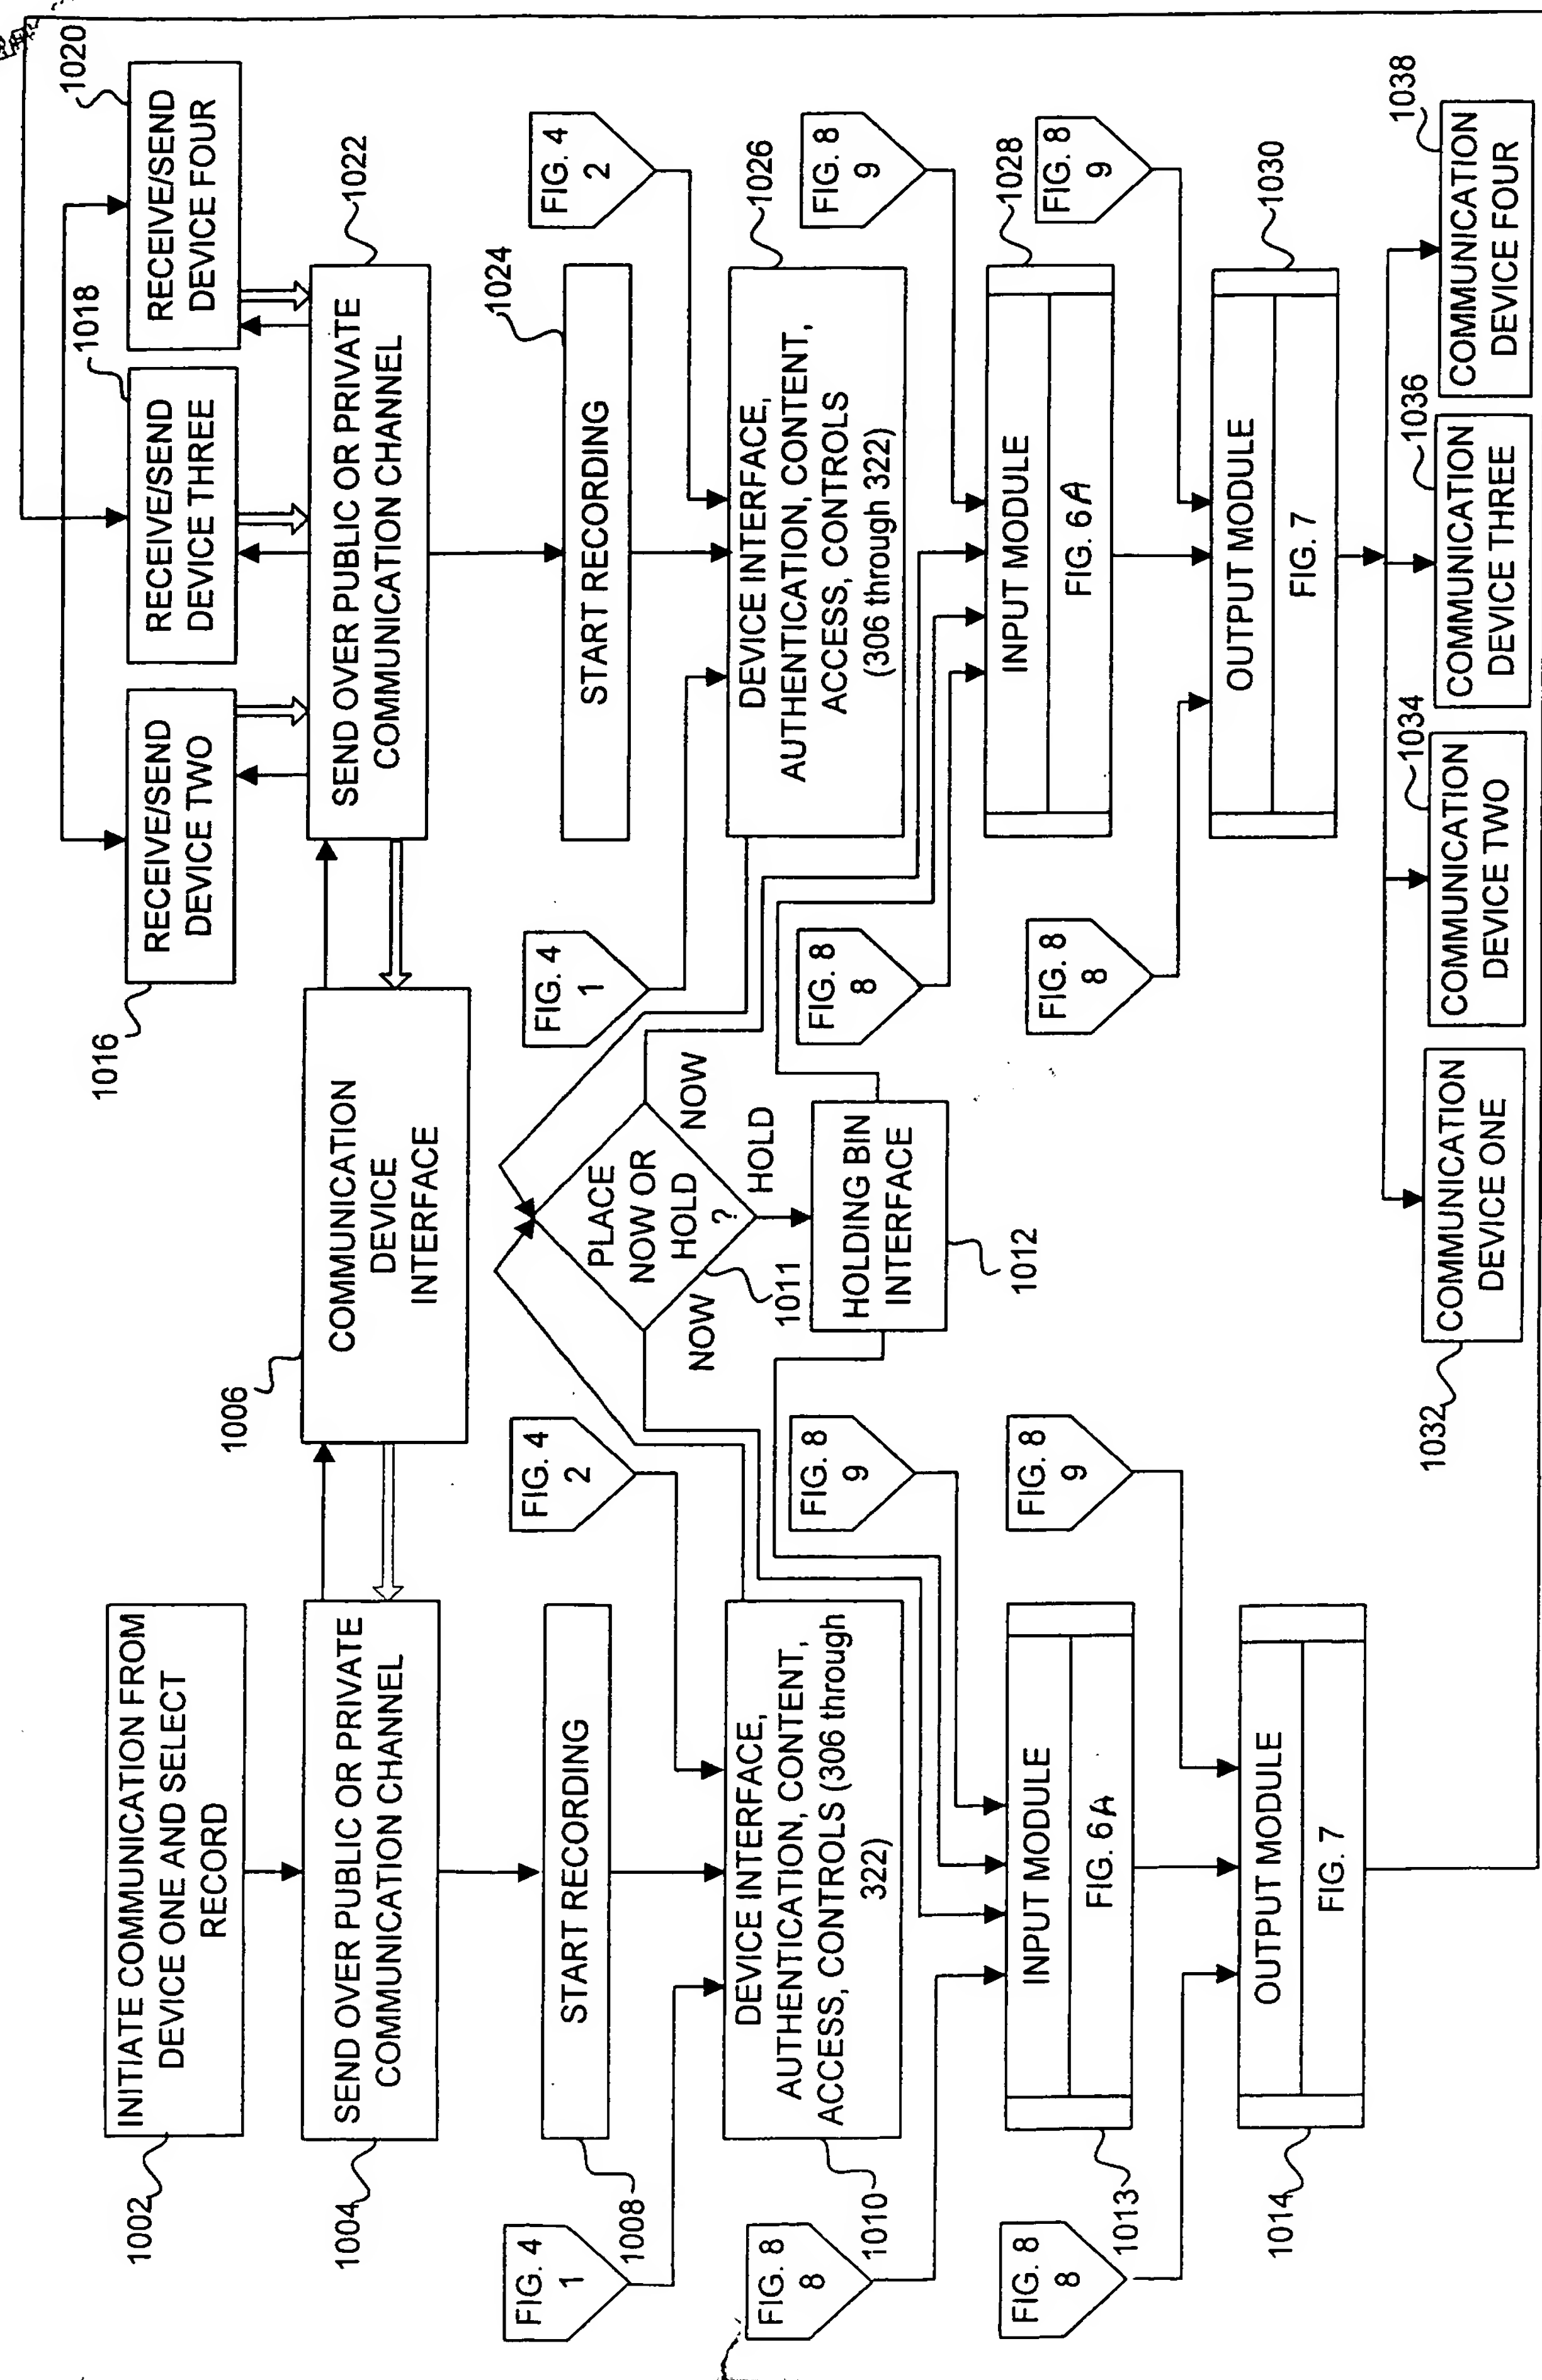 INITIATE COMMUNICATION FROM
DEVICE ONE AND SELECT
RECORD
1002
SEND OVER PUBLIC OR PRIVATE
COMMUNICATION CHANNEL
1004
COMMUNICATION
DEVICE
INTERFACE
1006
RECEIVE/SEND
DEVICE TWO
1016
RECEIVE/SEND
DEVICE THREE
1018
RECEIVE/SEND
DEVICE FOUR
1020
SEND OVER PUBLIC OR PRIVATE
COMMUNICATION CHANNEL
1022
START RECORDING
1008
START RECORDING
1024
FIG. 4
1
FIG. 4
2
FIG. 4
1
FIG. 4
2
DEVICE INTERFACE,
AUTHENTICATION, CONTENT,
ACCESS, CONTROLS (306 through
322)
1010
PLACE
NOW OR
HOLD
?
NOW
NOW
HOLD
1011
DEVICE INTERFACE,
AUTHENTICATION, CONTENT,
ACCESS, CONTROLS
(306 through 322)
1026
HOLDING BIN
INTERFACE
1012
FIG. 8
8
FIG. 8
9
FIG. 8
8
FIG. 8
9
INPUT MODULE
FIG. 6A
1013
INPUT MODULE
FIG. 6A
1028
FIG. 8
8
FIG. 8
9
FIG. 8
8
FIG. 8
9
OUTPUT MODULE
FIG. 7
1014
OUTPUT MODULE
FIG. 7
1030
COMMUNICATION
DEVICE ONE
1032
COMMUNICATION
DEVICE TWO
1034
COMMUNICATION
DEVICE THREE
1036
COMMUNICATION
DEVICE FOUR
1038